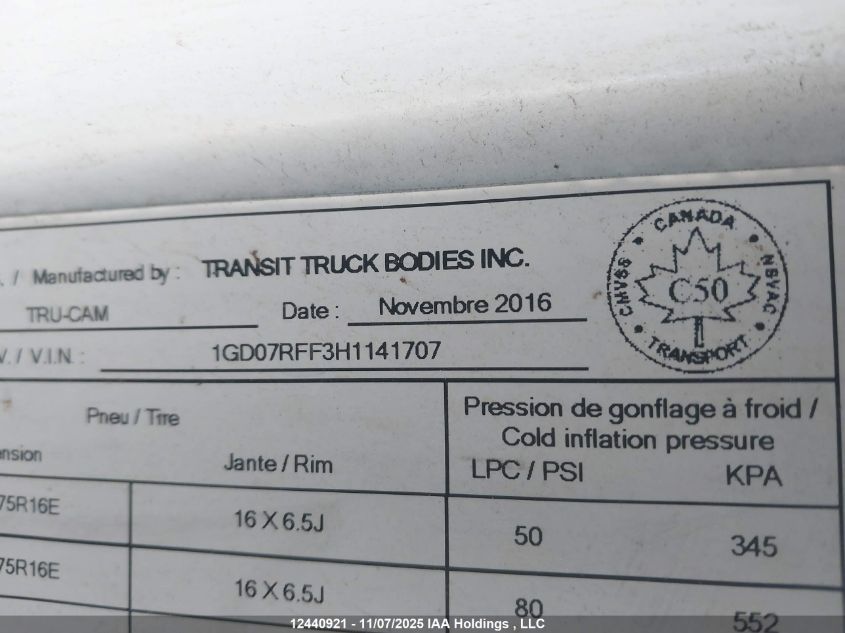 / Manufactured by : TRANSIT TRUCK BODIES INC.
TRU-CAM Date : Novembre 2016
V. / V.I.N. : 1GD07RFF3H1141707
CANADA
CMVSS
NSVAC
C50
TRANSPORT
Pneu / Tire
Pression de gonflage à froid /
Cold inflation pressure
ension Jante / Rim LPC / PSI KPA
75R16E 16 X 6.5J 50 345
75R16E 16 X 6.5J 80 552
12440921 - 11/07/2025 IAA Holdings , LLC